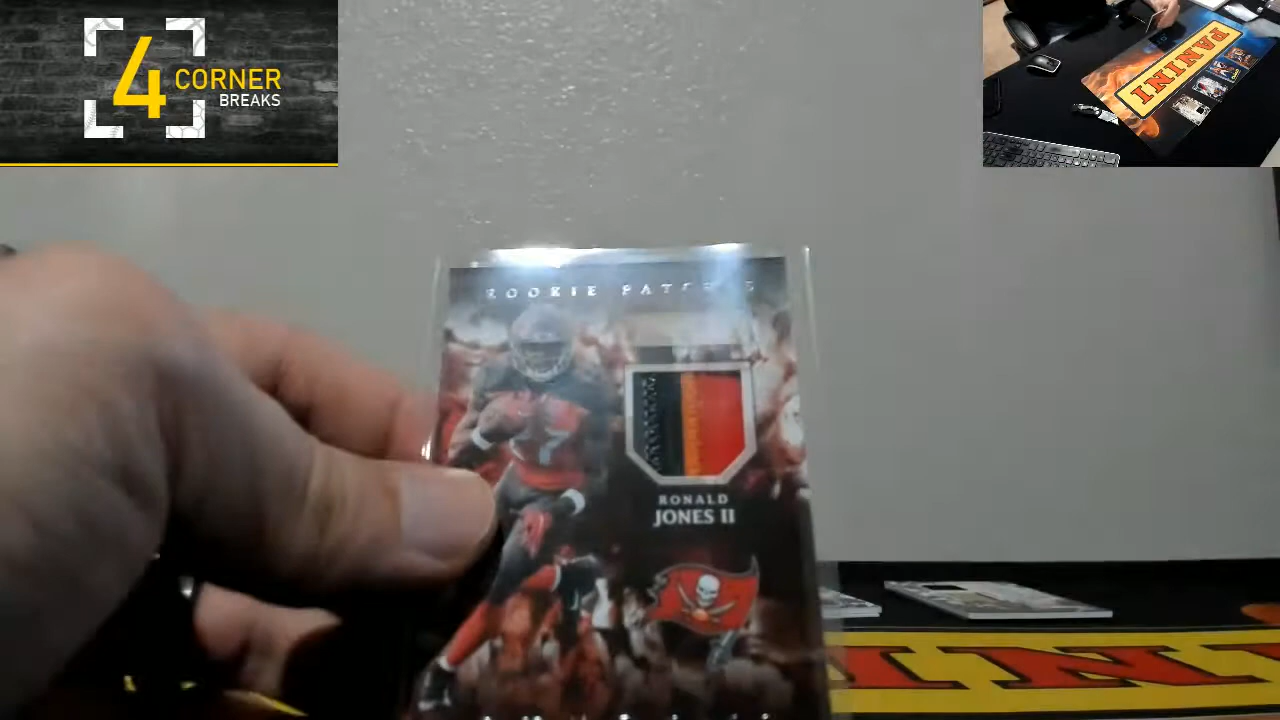 4 CORNER
BREAKS
PANINI
ROOKIE PATCHES
RONALD
JONES II